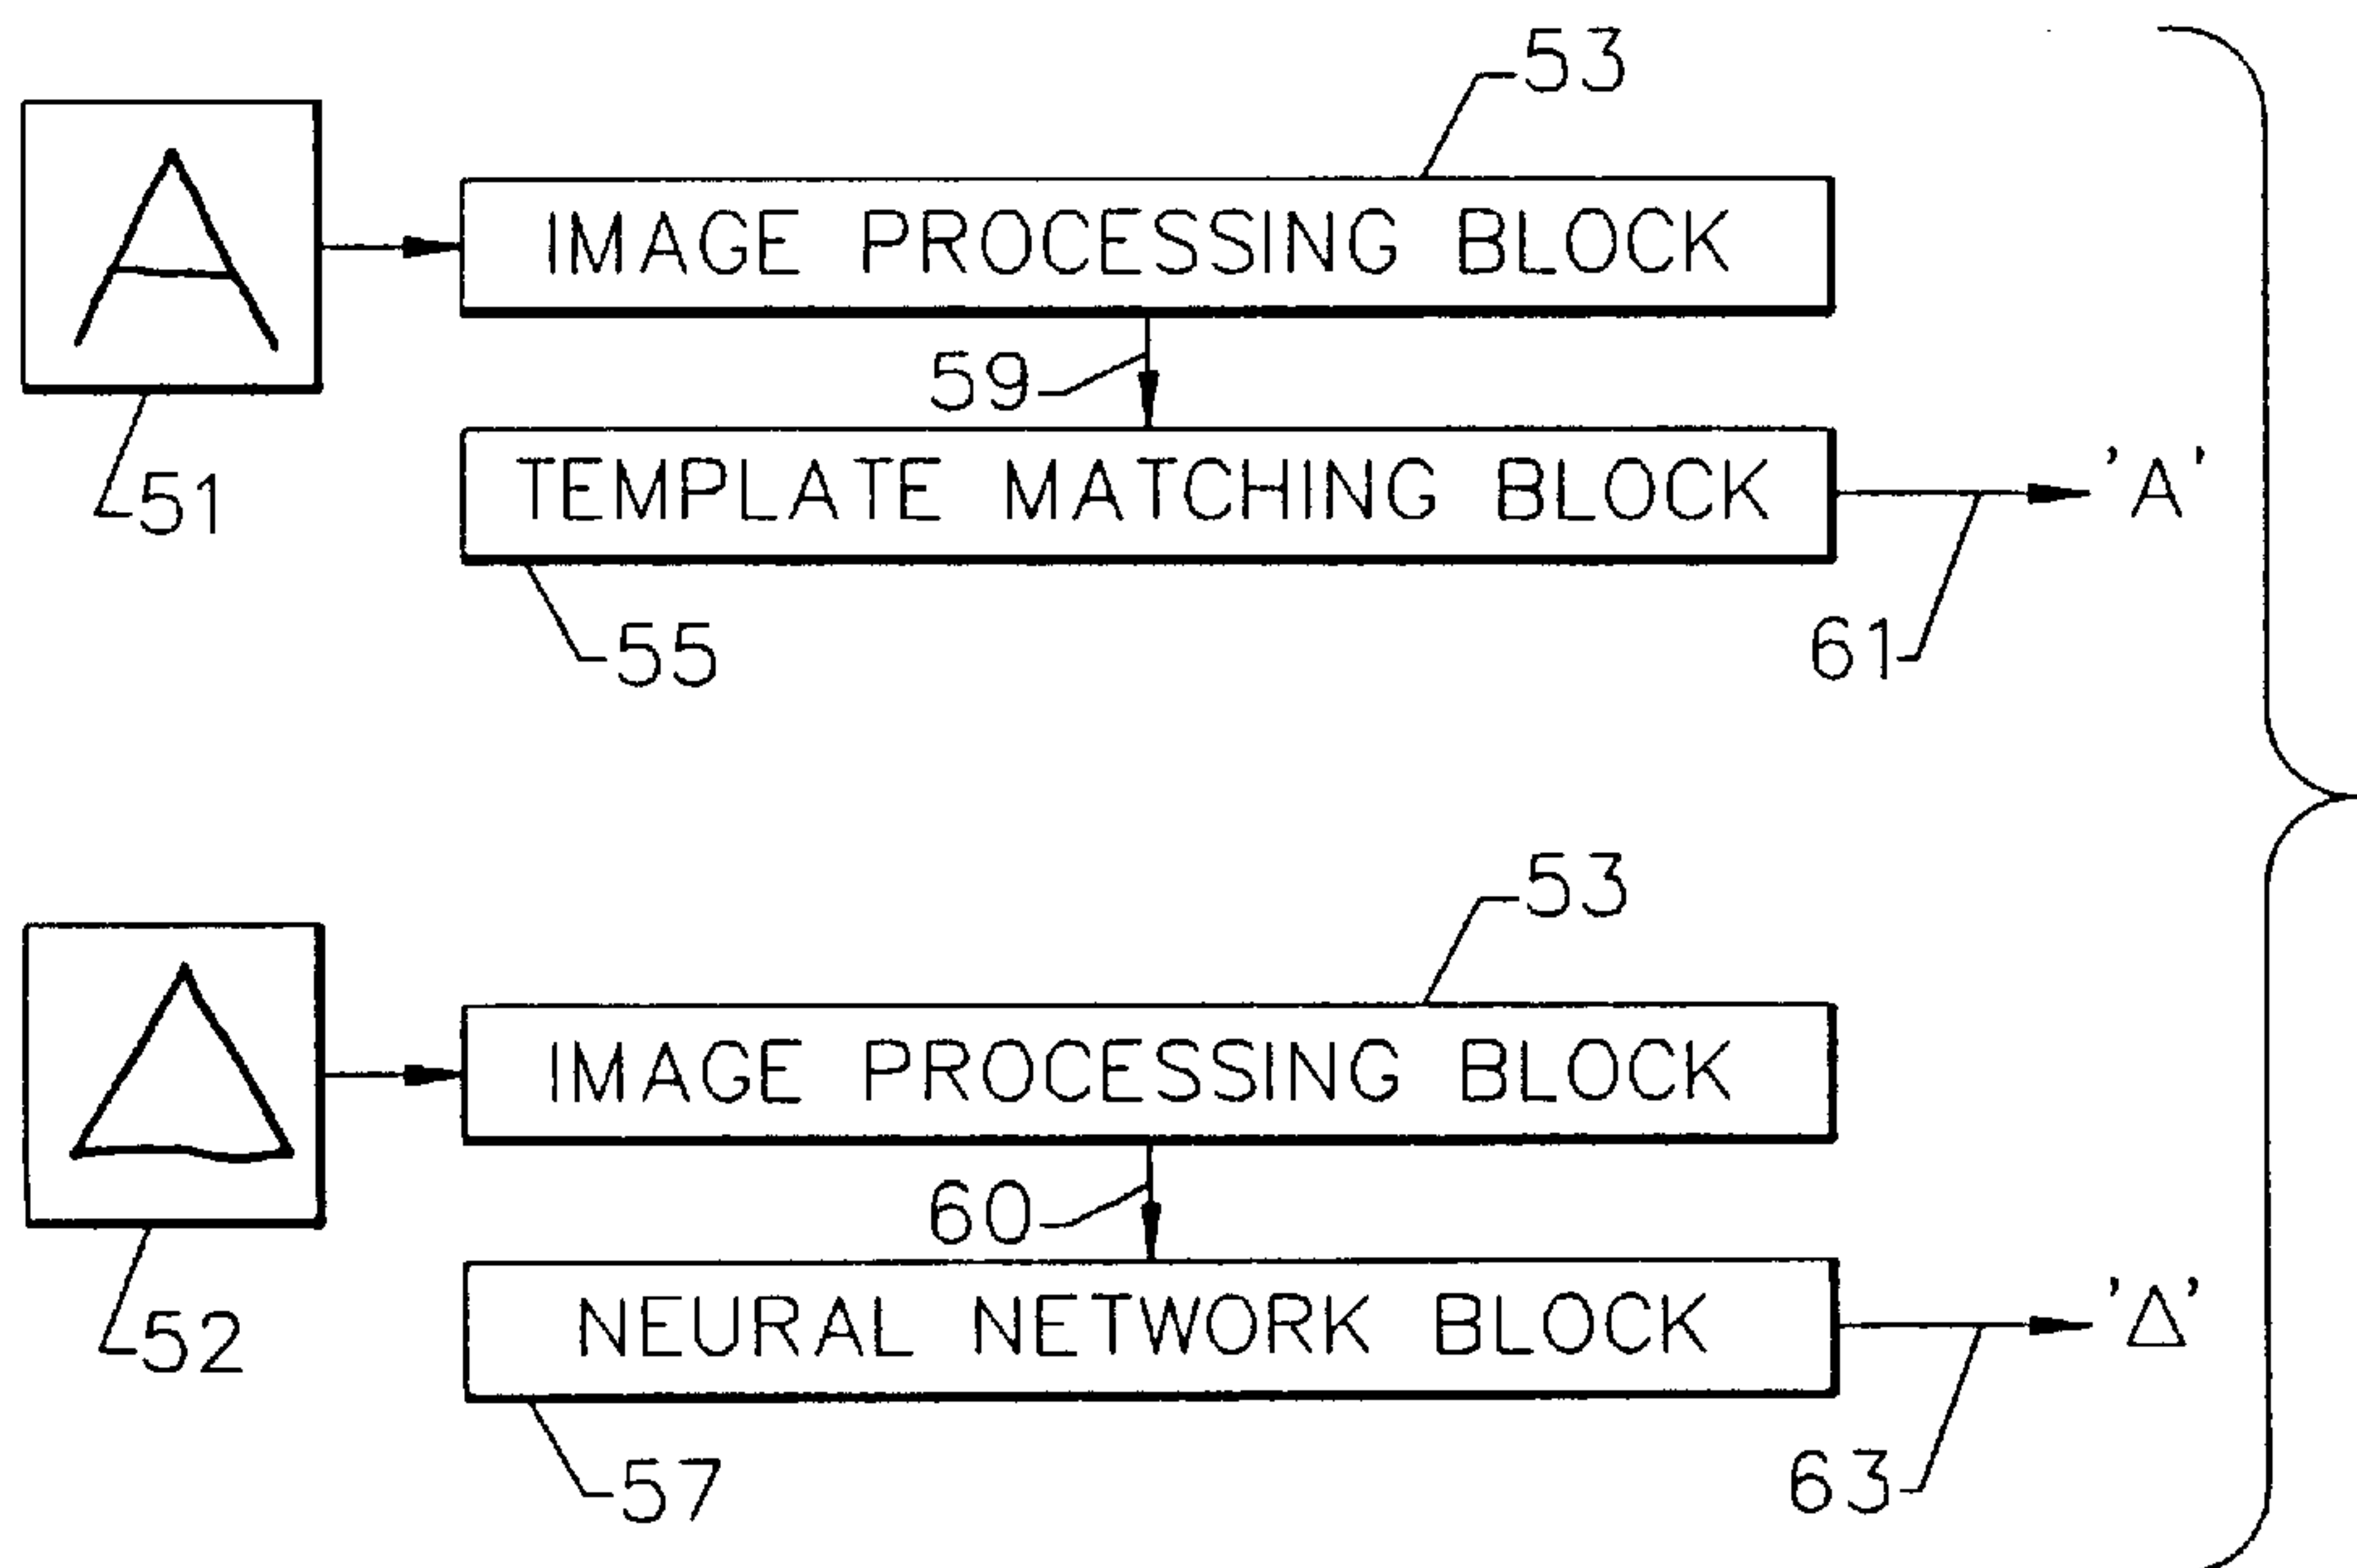 53
A
IMAGE PROCESSING BLOCK
59
51
TEMPLATE MATCHING BLOCK
'A'
55
61
53
Δ
IMAGE PROCESSING BLOCK
60
52
NEURAL NETWORK BLOCK
'Δ'
57
63